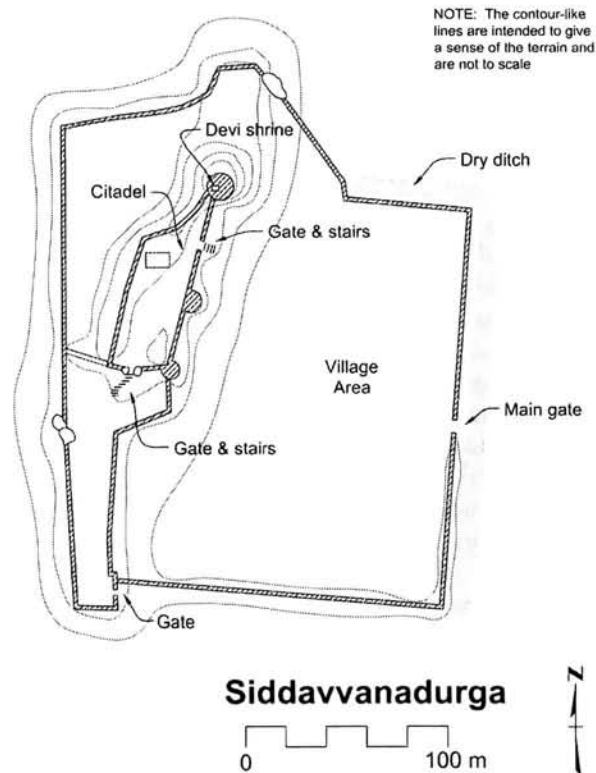 NOTE: The contour-like
lines are intended to give
a sense of the terrain and
are not to scale
Devi shrine
Dry ditch
Citadel
Gate & stairs
Village
Area
Main gate
Gate & stairs
Gate
Siddavvanadurga
N
0
100 m